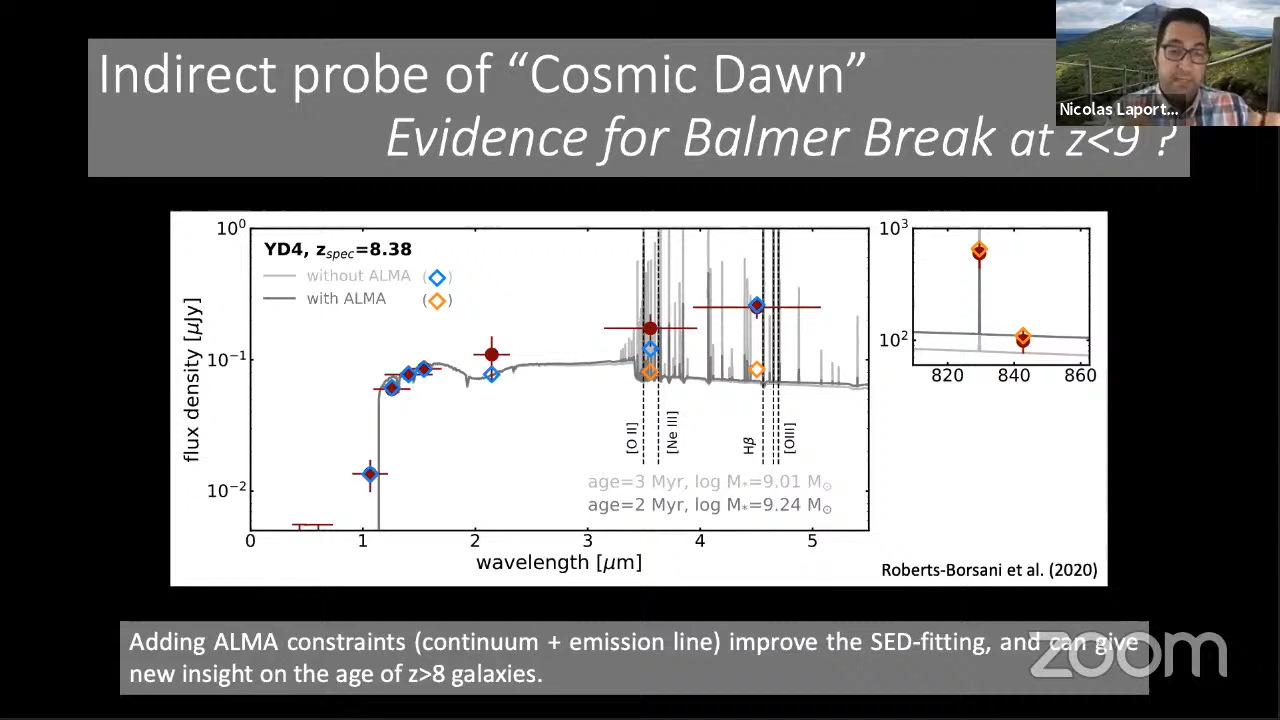 Indirect probe of “Cosmic Dawn”
Evidence for Balmer Break at z<9 ?
Nicolas Laport...
YD4, zspec=8.38
without ALMA ( )
with ALMA ( )
10⁰
10⁻¹
10⁻²
flux density [μJy]
0 1 2 3 4 5
wavelength [μm]
[O II]
[Ne III]
Hβ
[OIII]
age=3 Myr, log M*=9.01 M⊙
age=2 Myr, log M*=9.24 M⊙
10³
10²
820 840 860
Roberts-Borsani et al. (2020)
Adding ALMA constraints (continuum + emission line) improve the SED-fitting, and can give
new insight on the age of z>8 galaxies.
zoom